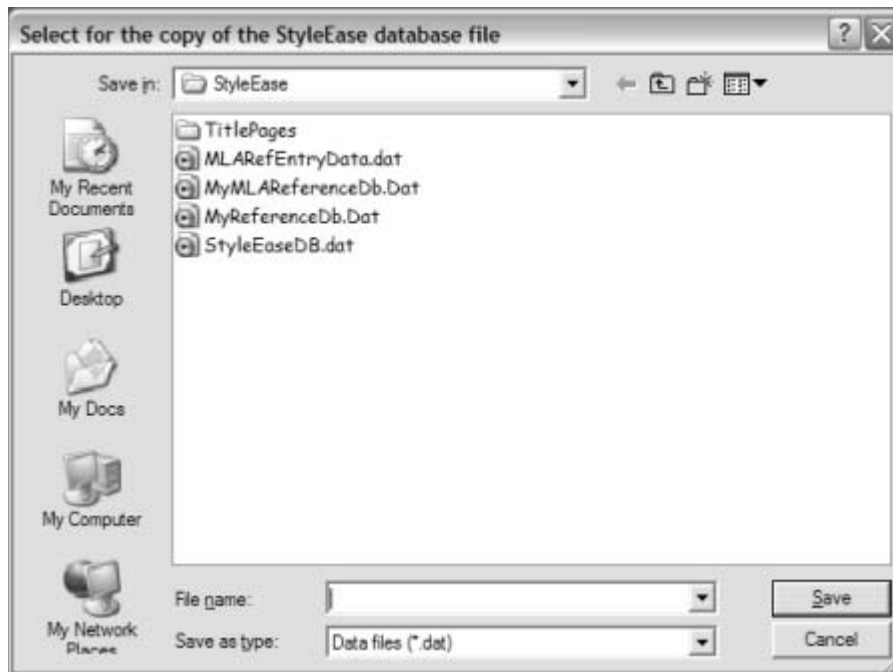 Select for the copy of the StyleEase database file
Save in: StyleEase
TitlePages
MLARefEntryData.dat
MyMLAReferenceDb.Dat
MyReferenceDb.Dat
StyleEaseDB.dat
My Recent
Documents
Desktop
My Docs
My Computer
My Network
Places
File name:
Save
Save as type: Data files (*.dat)
Cancel